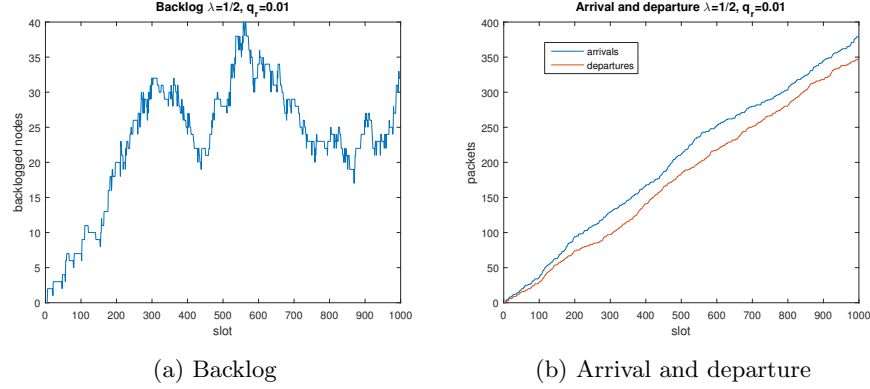 Backlog λ=1/2, q_r=0.01
40
35
30
25
20
15
10
5
0
backlogged nodes
0 100 200 300 400 500 600 700 800 900 1000
slot
(a) Backlog
Arrival and departure λ=1/2, q_r=0.01
400
350
300
250
200
150
100
50
0
packets
arrivals
departures
0 100 200 300 400 500 600 700 800 900 1000
slot
(b) Arrival and departure